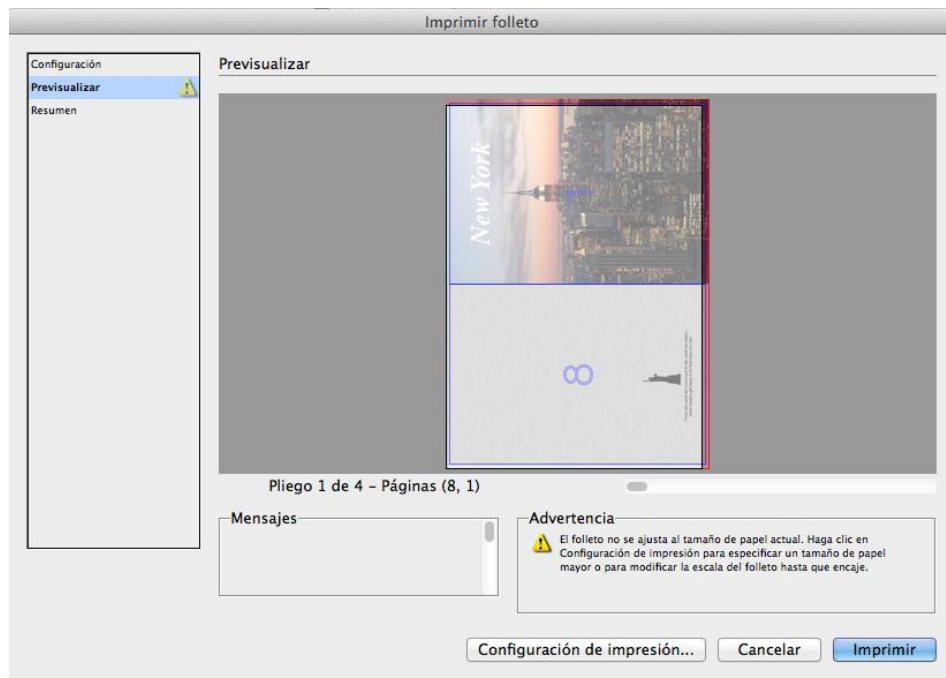 Imprimir folleto
Configuración
Previsualizar
Resumen
Previsualizar
New York
8
Pliego 1 de 4 – Páginas (8, 1)
Mensajes
Advertencia
El folleto no se ajusta al tamaño de papel actual. Haga clic en
Configuración de impresión para especificar un tamaño de papel
mayor o para modificar la escala del folleto hasta que encaje.
Configuración de impresión...
Cancelar
Imprimir